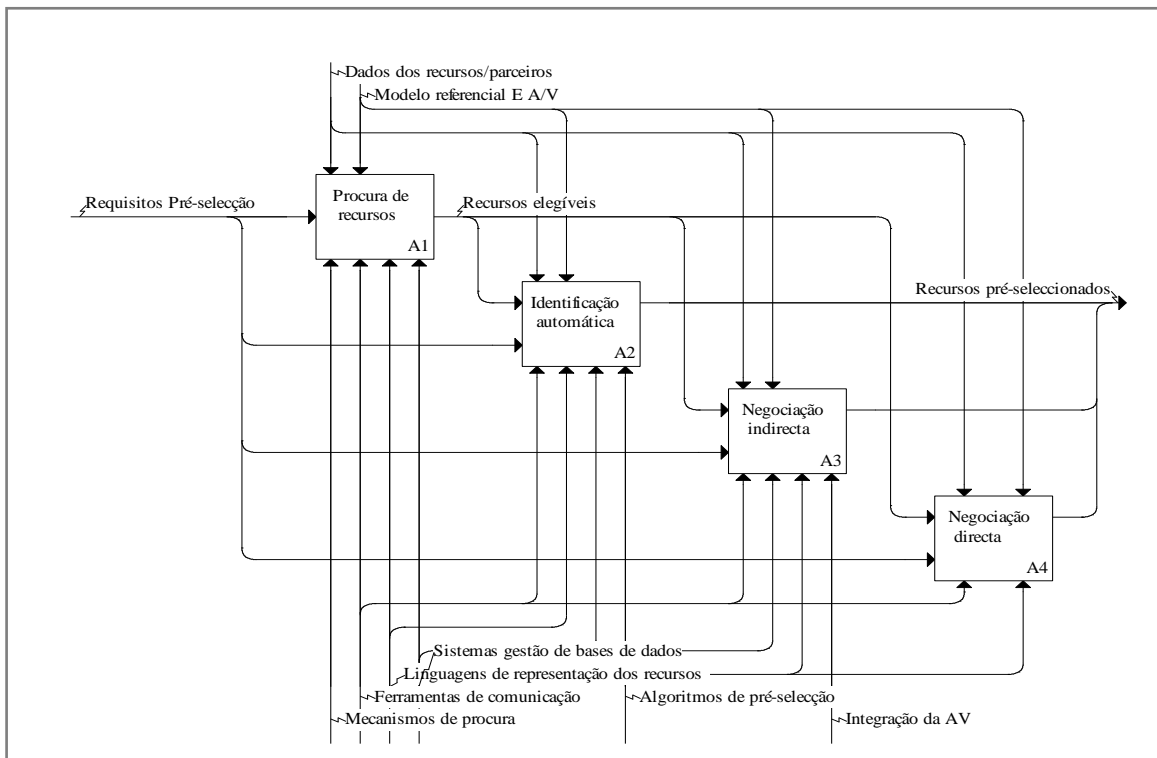 Dados dos recursos/parceiros
Modelo referencial E A/V
Requisitos Pré-selecção
Procura de
recursos
A1
Recursos elegíveis
Identificação
automática
A2
Recursos pré-seleccionados
Negociação
indirecta
A3
Negociação
directa
A4
Sistemas gestão de bases de dados
Linguagens de representação dos recursos
Ferramentas de comunicação
Algoritmos de pré-selecção
Mecanismos de procura
Integração da AV